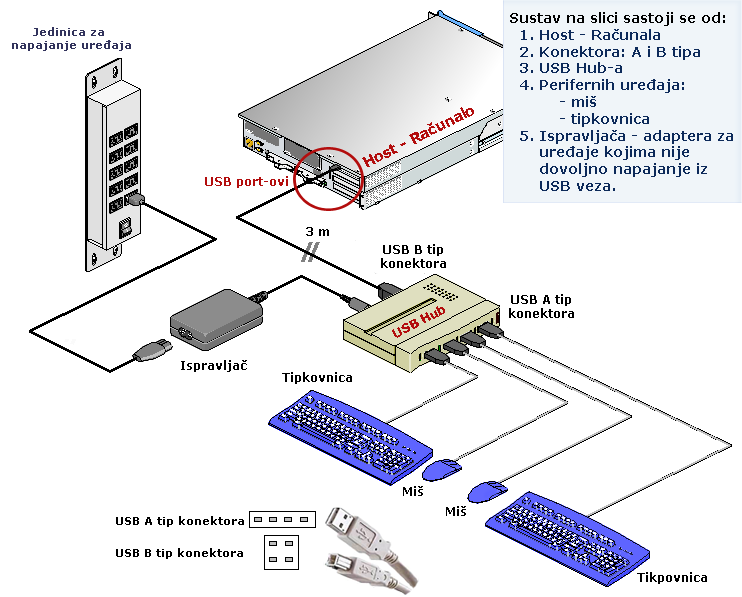 Jedinica za
napajanje uređaja
Sustav na slici sastoji se od:
1. Host - Računala
2. Konektora: A i B tipa
3. USB Hub-a
4. Perifernih uređaja:
- miš
- tipkovnica
5. Ispravljača - adaptera za
uređaje kojima nije
dovoljno napajanje iz
USB veza.
Host - Računalo
USB port-ovi
3 m
USB B tip
konektora
USB A tip
konektora
USB Hub
Ispravljač
Tipkovnica
Miš
Miš
Tikpovnica
USB A tip konektora
USB B tip konektora